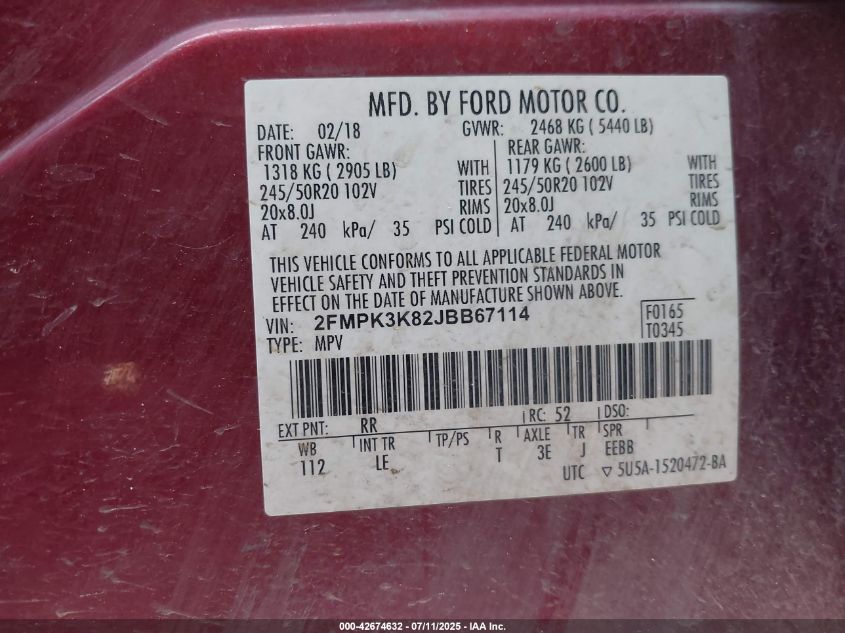 MFD. BY FORD MOTOR CO.
DATE: 02/18 GVWR: 2468 KG ( 5440 LB)
FRONT GAWR: REAR GAWR:
1318 KG ( 2905 LB) WITH 1179 KG ( 2600 LB) WITH
245/50R20 102V TIRES 245/50R20 102V TIRES
20x8.0J RIMS 20x8.0J RIMS
AT 240 kPa/ 35 PSI COLD AT 240 kPa/ 35 PSI COLD
THIS VEHICLE CONFORMS TO ALL APPLICABLE FEDERAL MOTOR
VEHICLE SAFETY AND THEFT PREVENTION STANDARDS IN
EFFECT ON THE DATE OF MANUFACTURE SHOWN ABOVE.
VIN: 2FMPK3K82JBB67114 F0165
TYPE: MPV T0345
EXT PNT: RR RC: 52 DSO:
WB INT TR TP/PS R AXLE TR SPR
112 LE T 3E J EEBB
UTC ▽ 5U5A-1520472-BA
000-42674632 - 07/11/2025 - IAA Inc.